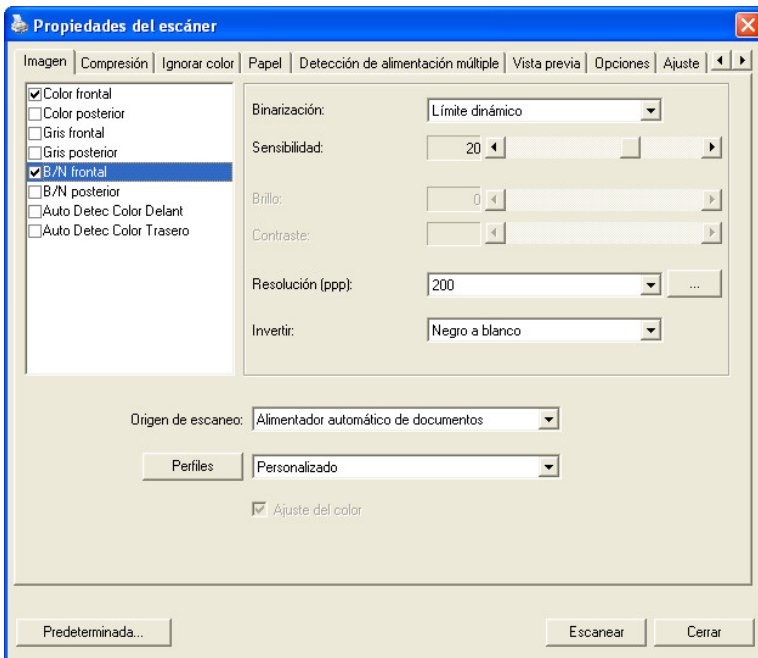 Propiedades del escáner
Imagen Compresión Ignorar color Papel Detección de alimentación múltiple Vista previa Opciones Ajuste
Color frontal
Color posterior
Gris frontal
Gris posterior
B/N frontal
B/N posterior
Auto Detec Color Delant
Auto Detec Color Trasero
Binarización: Límite dinámico
Sensibilidad: 20
Brillo: 0
Contraste:
Resolución (ppp): 200 ...
Invertir: Negro a blanco
Origen de escaneo: Alimentador automático de documentos
Perfiles Personalizado
Ajuste del color
Predeterminada... Escanear Cerrar